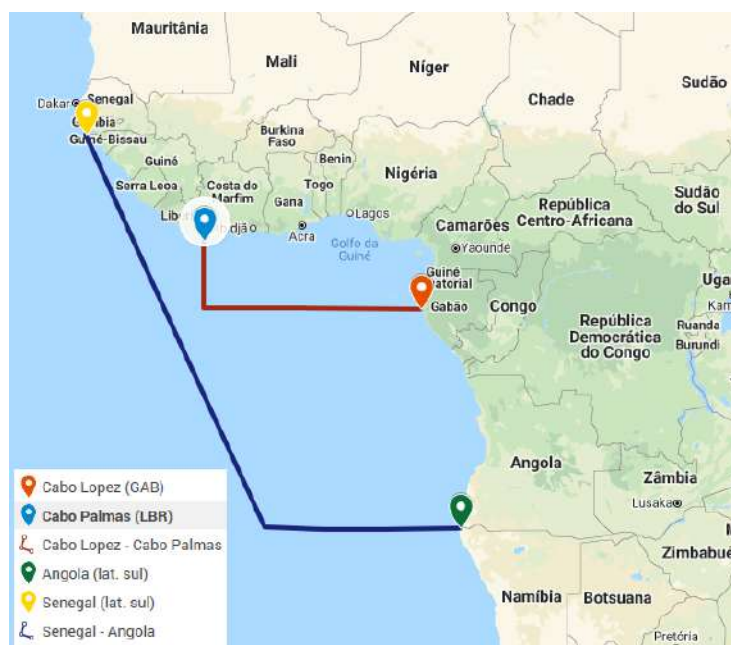 Mauritânia
Mali
Níger
Chade
Sudão
Dakar
Senegal
Guiné-Bissau
Burkina
Faso
Guiné
Benin
Nigéria
Serra Leoa
Costa do
Marfim
Togo
Gana
Lagos
Acra
Golfo da
Guiné
Camarões
Yaounde
República
Centro-Africana
Sudão
do Sul
Guiné
Gabão
Congo
República
Democrática
do Congo
Ruanda
Burundi
Angola
Zâmbia
Lusaka
Zimbabué
Namíbia
Botsuana
Pretória
Cabo Lopez (GAB)
Cabo Palmas (LBR)
Cabo Lopez - Cabo Palmas
Angola (lat. sul)
Senegal (lat. sul)
Senegal - Angola